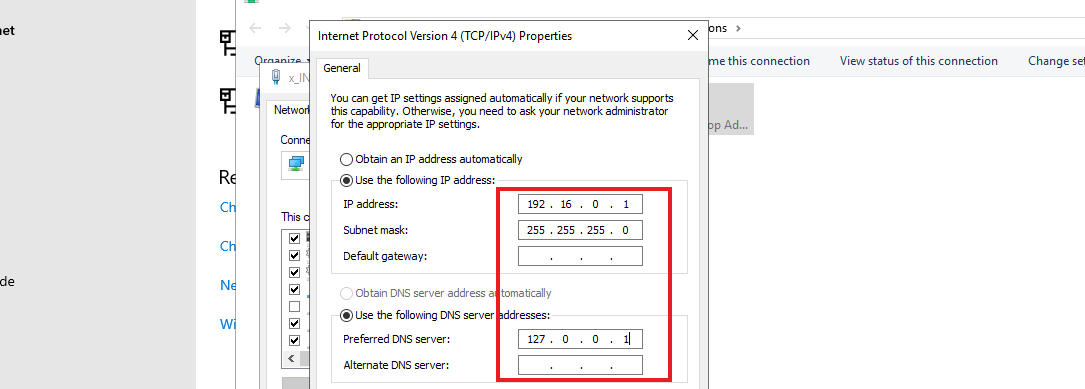 net
ons >
Internet Protocol Version 4 (TCP/IPv4) Properties
Organize
me this connection
View status of this connection
Change set
x_IN
General
Network
You can get IP settings assigned automatically if your network supports
this capability. Otherwise, you need to ask your network administrator
for the appropriate IP settings.
op Ad...
Conne
Obtain an IP address automatically
Use the following IP address:
Re
IP address:
192 . 16 . 0 . 1
Ch
This c
Subnet mask:
255 . 255 . 255 . 0
Ch
Default gateway:
. . .
de
Ne
Obtain DNS server address automatically
Use the following DNS server addresses:
Wi
Preferred DNS server:
127 . 0 . 0 . 1
Alternate DNS server:
. . .